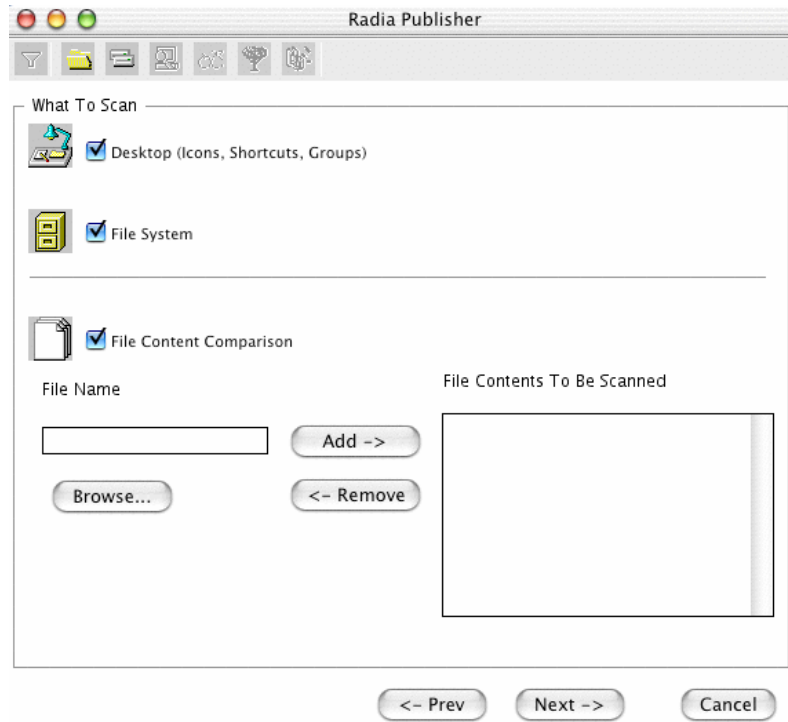 Radia Publisher
What To Scan
Desktop (Icons, Shortcuts, Groups)
File System
File Content Comparison
File Name
File Contents To Be Scanned
Add ->
Browse...
<- Remove
<- Prev
Next ->
Cancel